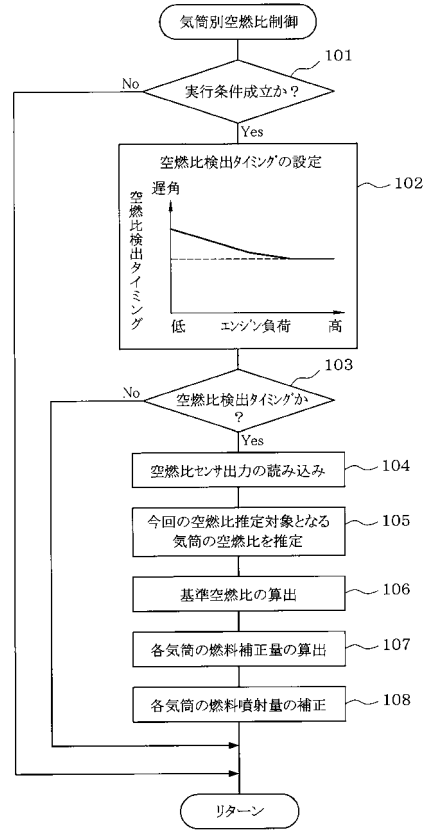 気筒別空燃比制御
101
実行条件成立か?
No
Yes
空燃比検出ﾀｲﾐﾝｸﾞの設定
102
遅角
空燃比検出タイミング
低
エンジン負荷
高
103
空燃比検出ﾀｲﾐﾝｸﾞか
?
No
Yes
空燃比センサ出力の読み込み
104
今回の空燃比推定対象となる
気筒の空燃比を推定
105
基準空燃比の算出
106
各気筒の燃料補正量の算出
107
各気筒の燃料噴射量の補正
108
リターン